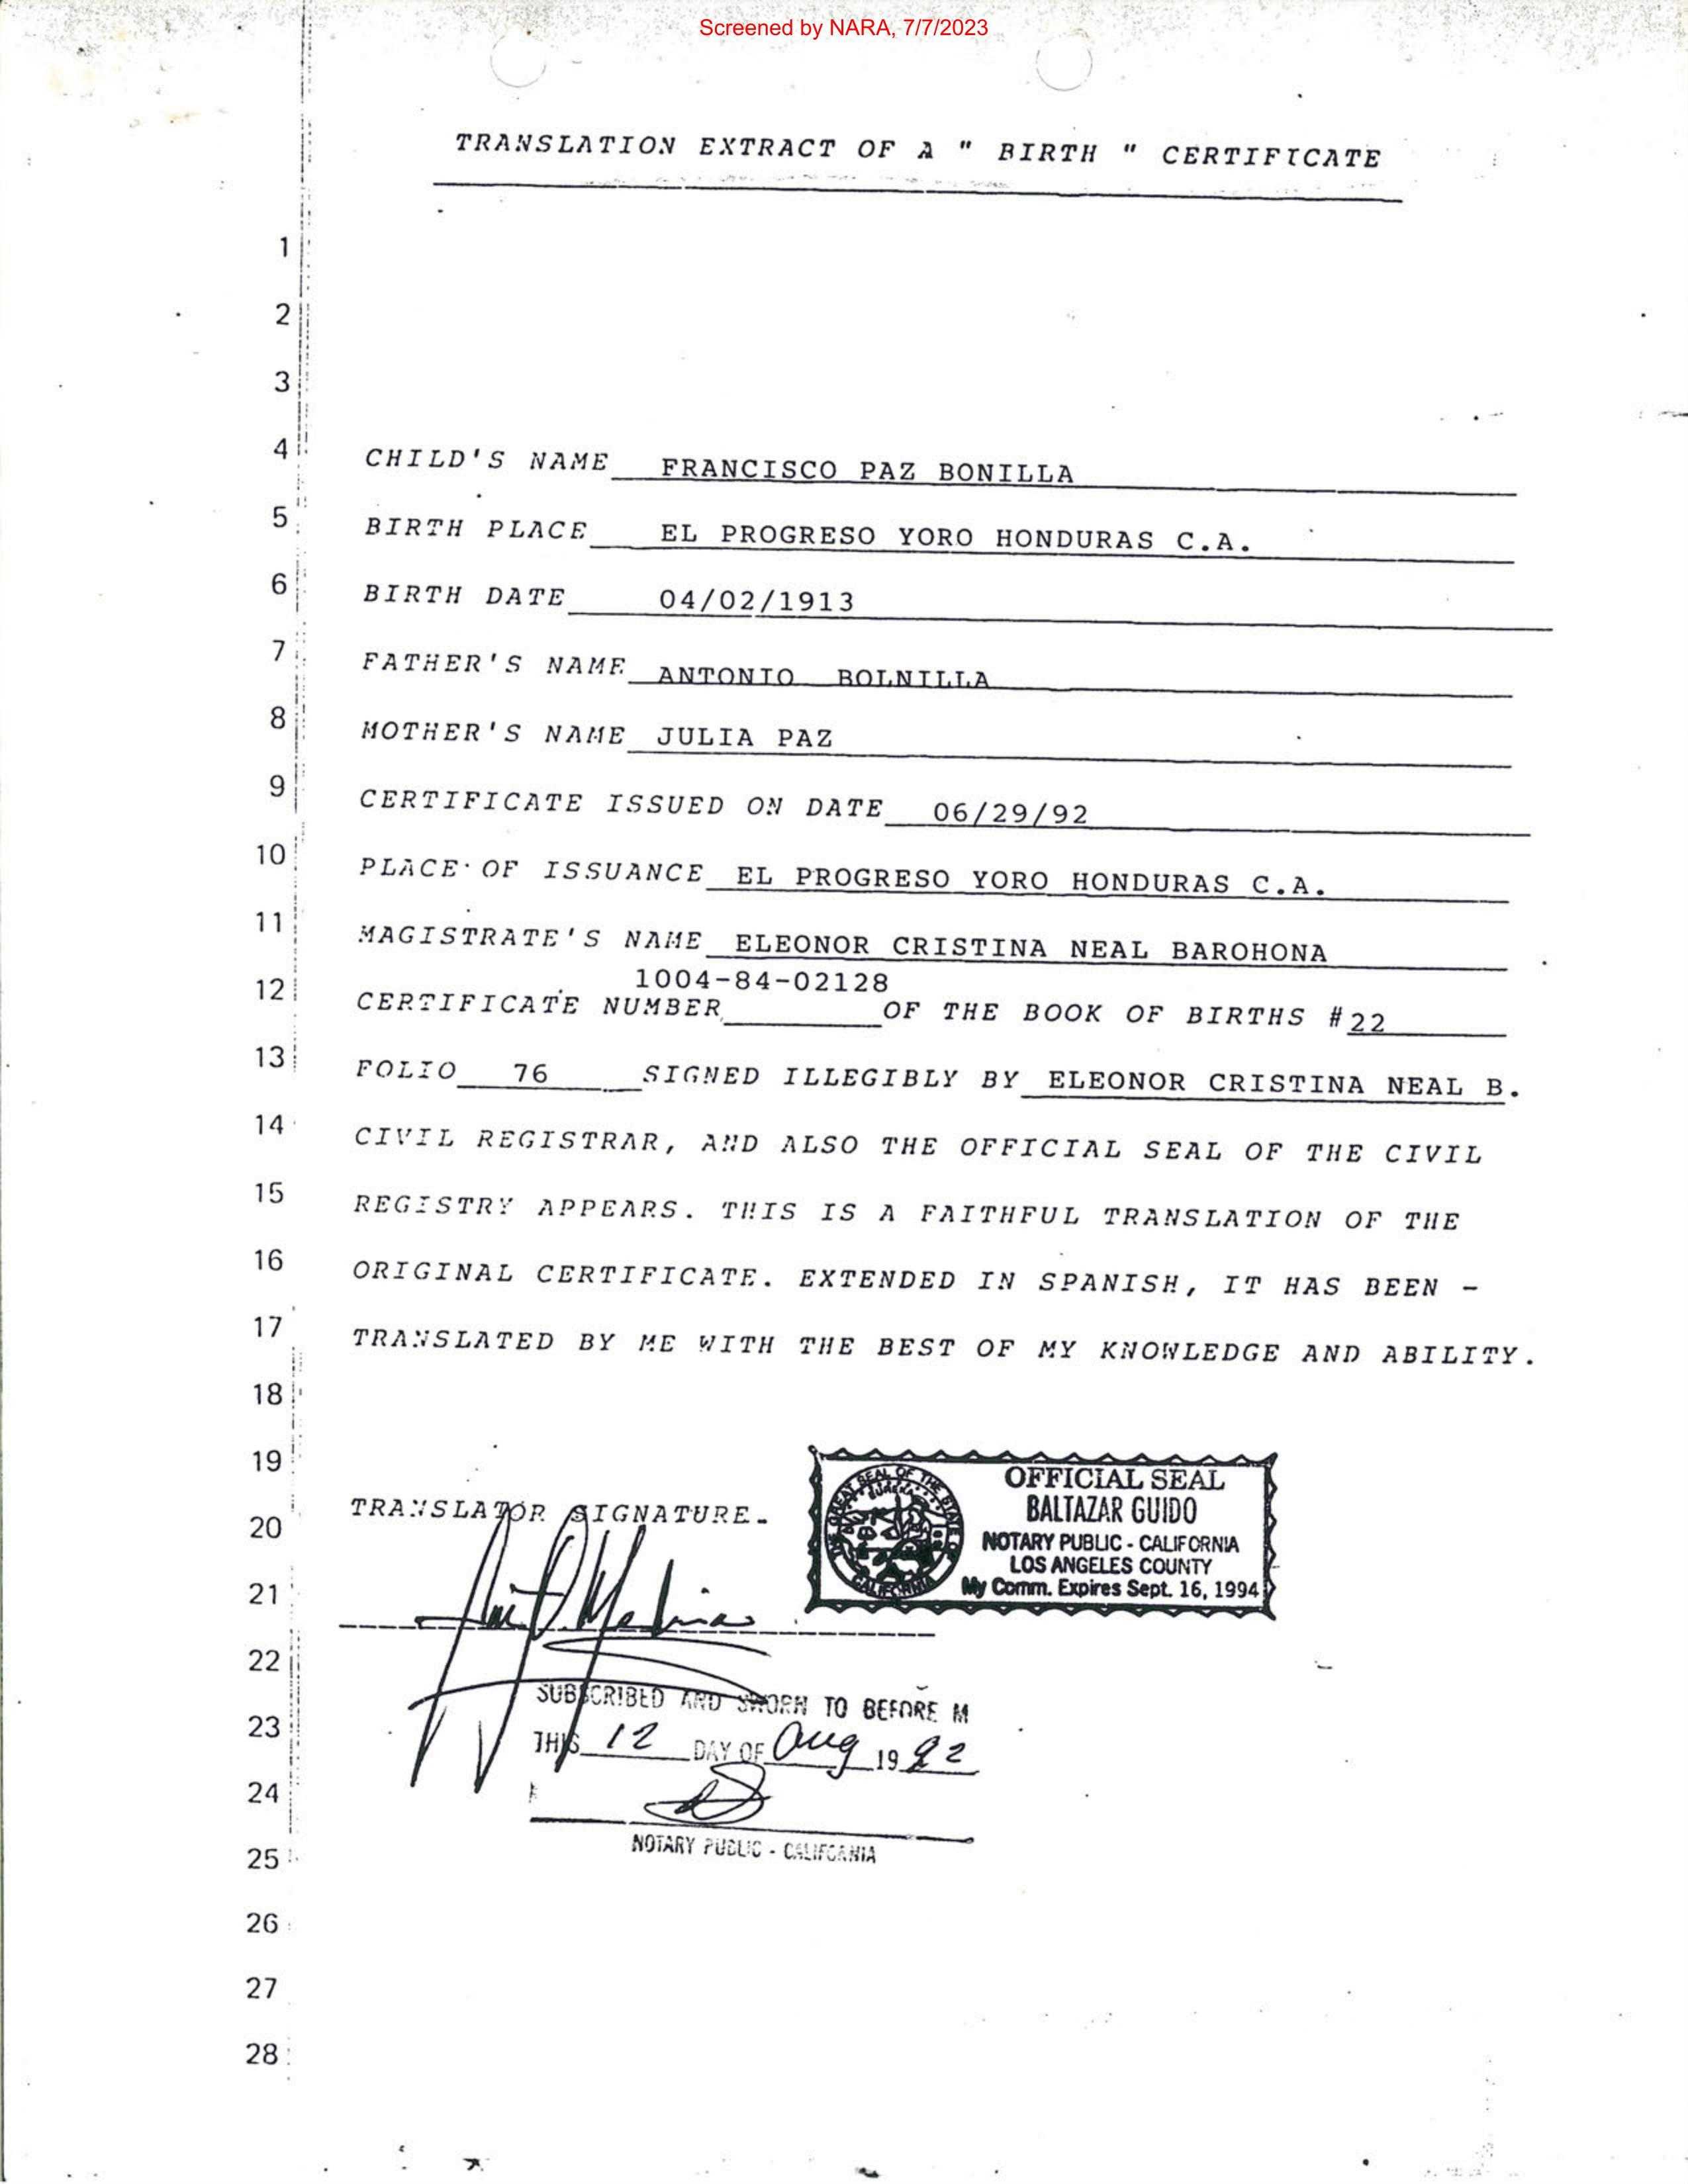 Screened by NARA, 7/7/2023
TRANSLATION EXTRACT OF A " BIRTH " CERTIFICATE
1
2
3
4 CHILD'S NAME FRANCISCO PAZ BONILLA
5 BIRTH PLACE EL PROGRESO YORO HONDURAS C.A.
6 BIRTH DATE 04/02/1913
7 FATHER'S NAME ANTONIO BOLNILLA
8 MOTHER'S NAME JULIA PAZ
9 CERTIFICATE ISSUED ON DATE 06/29/92
10 PLACE OF ISSUANCE EL PROGRESO YORO HONDURAS C.A.
11 MAGISTRATE'S NAME ELEONOR CRISTINA NEAL BAROHONA
1004-84-02128
12 CERTIFICATE NUMBER OF THE BOOK OF BIRTHS #22
13 FOLIO 76 SIGNED ILLEGIBLY BY ELEONOR CRISTINA NEAL B.
14 CIVIL REGISTRAR, AND ALSO THE OFFICIAL SEAL OF THE CIVIL
15 REGISTRY APPEARS. THIS IS A FAITHFUL TRANSLATION OF THE
16 ORIGINAL CERTIFICATE. EXTENDED IN SPANISH, IT HAS BEEN -
17 TRANSLATED BY ME WITH THE BEST OF MY KNOWLEDGE AND ABILITY.
18
19
20 TRANSLATOR SIGNATURE.
THE GREAT SEAL OF THE STATE OF CALIFORNIA
EUREKA
OFFICIAL SEAL
BALTAZAR GUIDO
NOTARY PUBLIC - CALIFORNIA
LOS ANGELES COUNTY
My Comm. Expires Sept. 16, 1994
21
22
SUBSCRIBED AND SWORN TO BEFORE M
23 THIS 12 DAY OF Aug 1992
24
NOTARY PUBLIC - CALIFORNIA
25
26
27
28